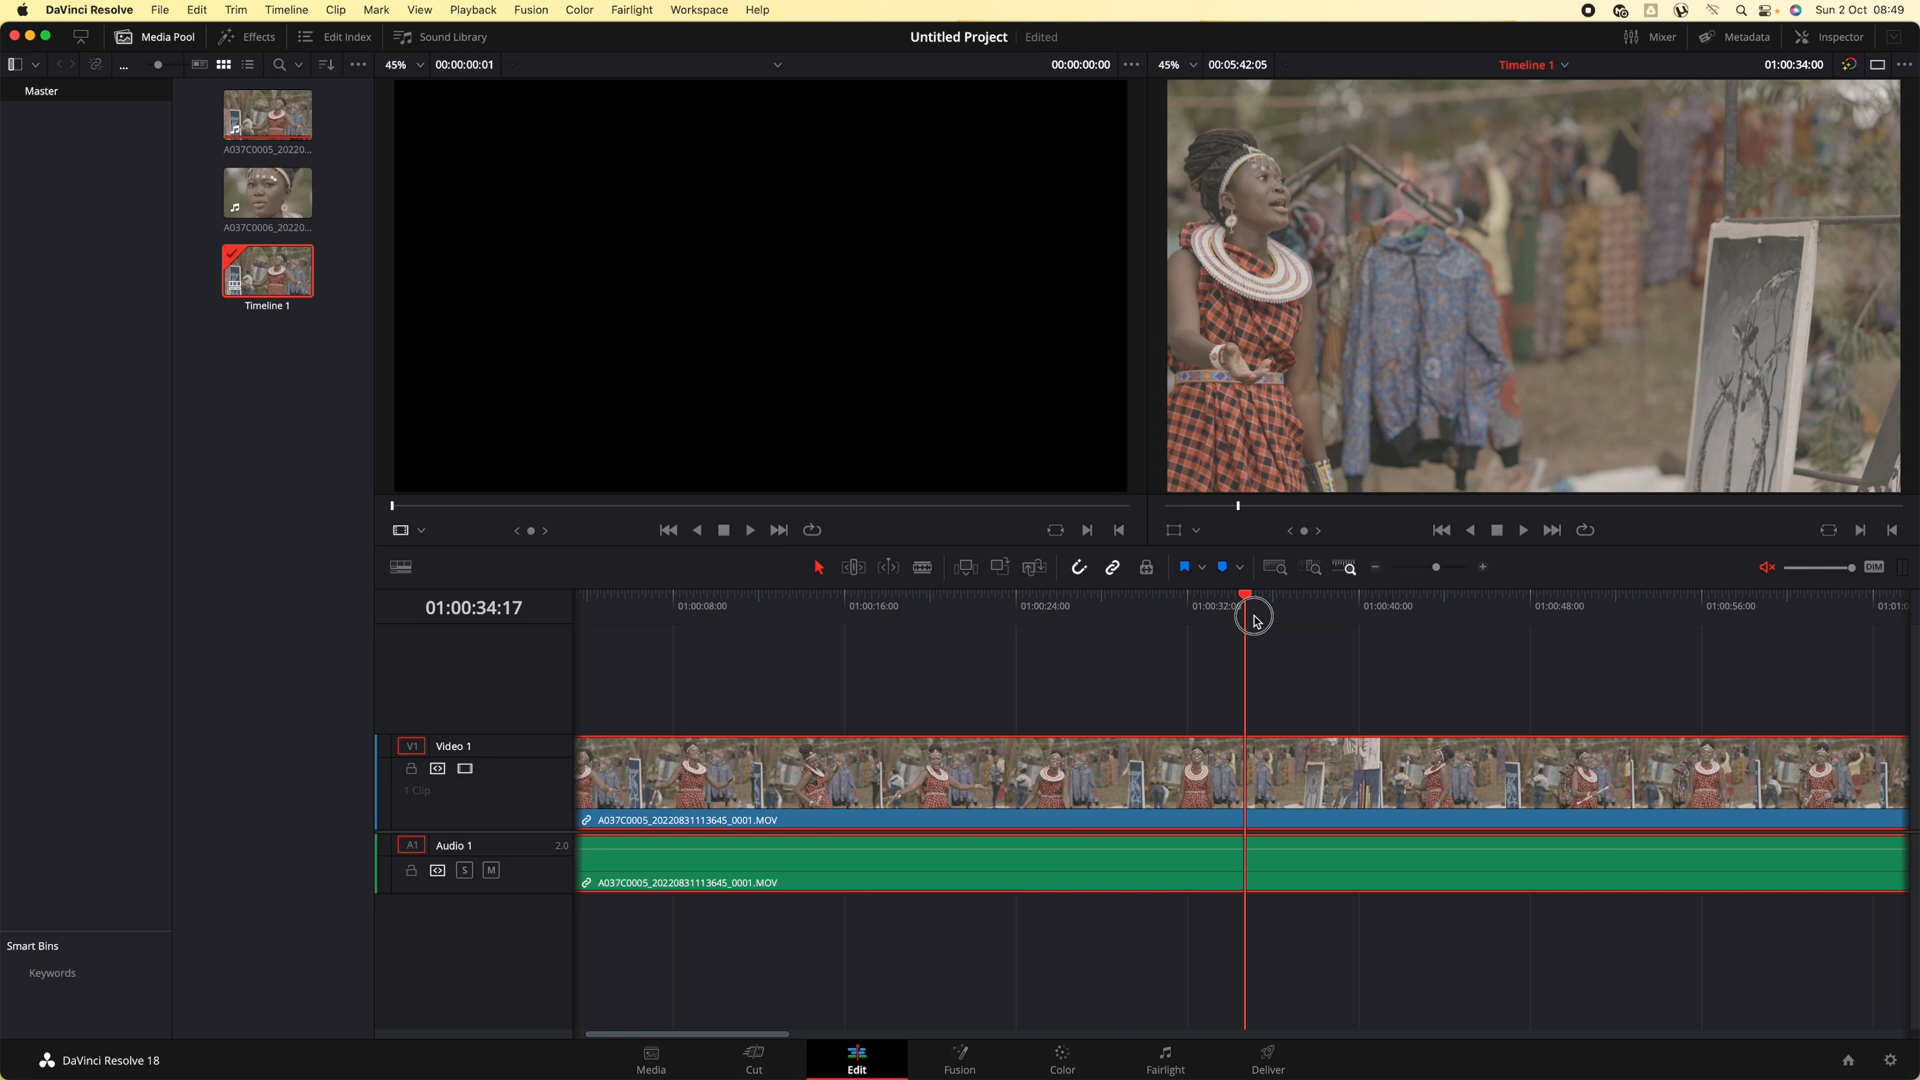 DaVinci Resolve File Edit Trim Timeline Clip Mark View Playback Fusion Color Fairlight Workspace Help Sun 2 Oct 08:49
Media Pool Effects Edit Index Sound Library Untitled Project Edited Mixer Metadata Inspector
... 45% 00:00:00:01 00:00:00:00 45% 00:05:42:05 Timeline 1 01:00:34:00
Master
A037C0005_20220...
A037C0006_20220...
Timeline 1
DIM
01:00:34:17 01:00:08:00 01:00:16:00 01:00:24:00 01:00:32:00 01:00:40:00 01:00:48:00 01:00:56:00 01:01:0
V1 Video 1
1 Clip
A037C0005_20220831113645_0001.MOV
A1 Audio 1 2.0
S M
A037C0005_20220831113645_0001.MOV
Smart Bins
Keywords
DaVinci Resolve 18 Media Cut Edit Fusion Color Fairlight Deliver